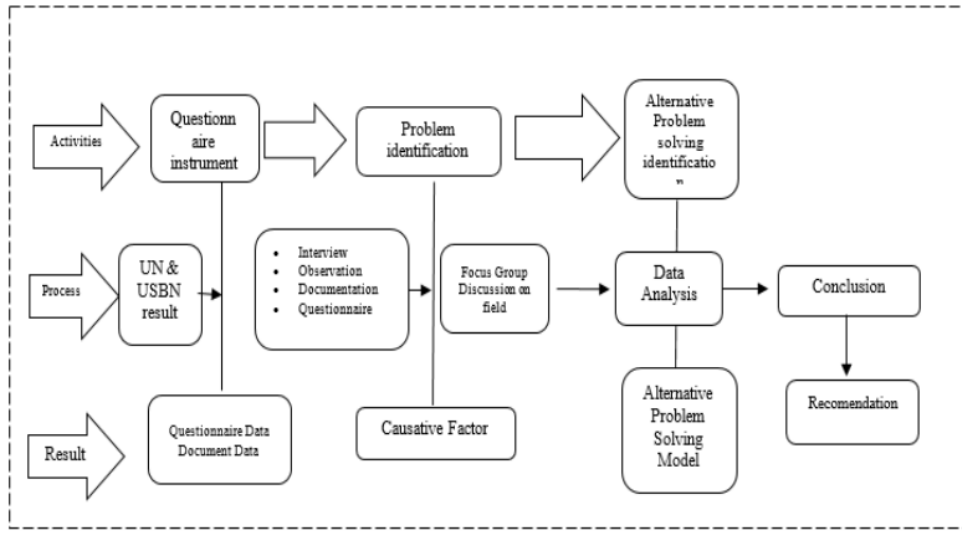 Activities
Questionn
aire
instrument
Problem
identification
Alternative
Problem
solving
identificatio
n
Process
UN &
USBN
result
• Interview
• Observation
• Documentation
• Questionnaire
Focus Group
Discussion on
field
Data
Analysis
Conclusion
Result
Questionnaire Data
Document Data
Causative Factor
Alternative
Problem
Solving
Model
Recomendation